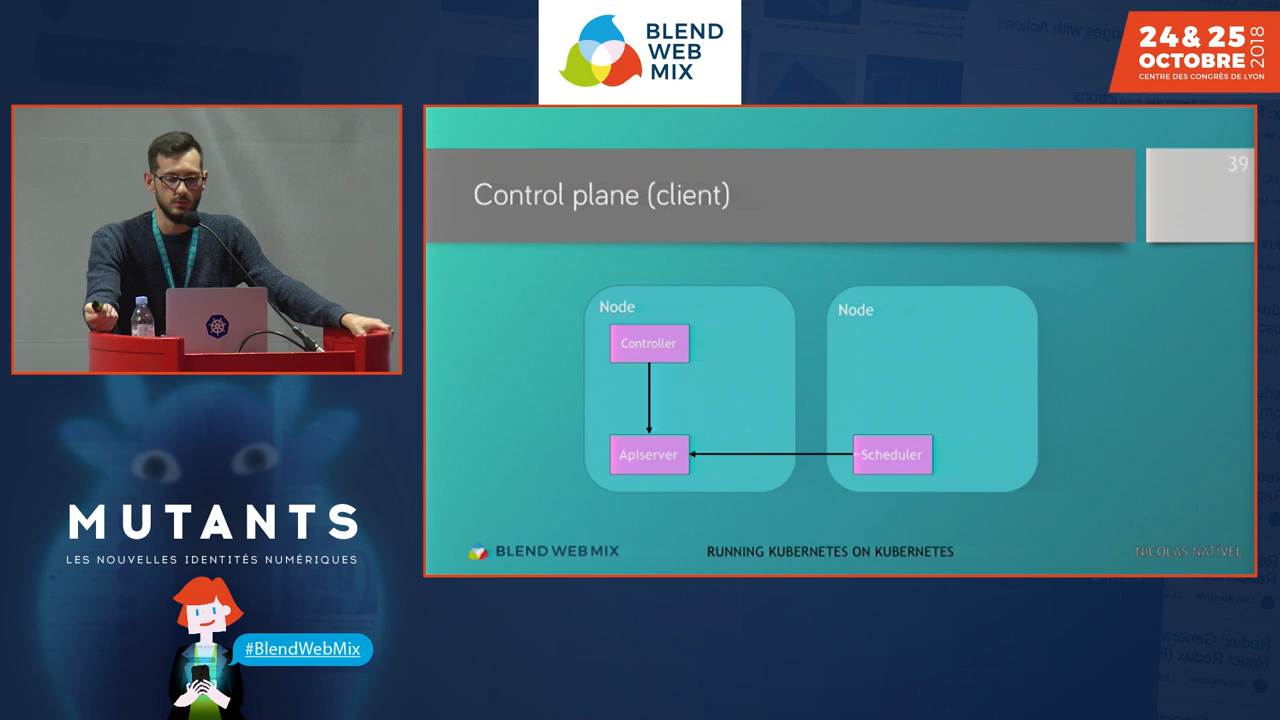 BLEND
WEB
MIX
24 & 25
OCTOBRE
2018
CENTRE DES CONGRÈS DE LYON
Control plane (client)
39
Node
Controller
Apiserver
Node
Scheduler
BLEND WEB MIX
RUNNING KUBERNETES ON KUBERNETES
NICOLAS NATIVEL
MUTANTS
LES NOUVELLES IDENTITÉS NUMÉRIQUES
#BlendWebMix